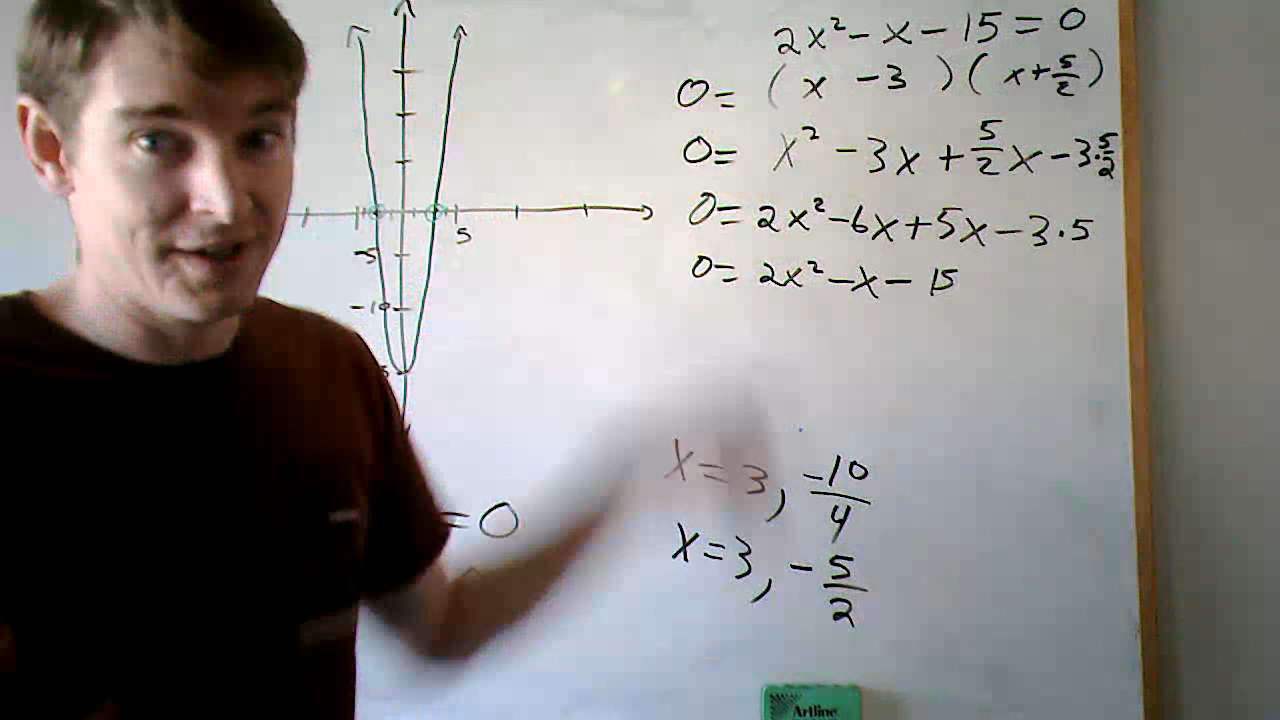 2x² - x - 15 = 0
0 = (x - 3)(x + 5/2)
0 = x² - 3x + 5/2 x - 3·5/2
0 = 2x² - 6x + 5x - 3·5
0 = 2x² - x - 15
5
-5
-10
= 0
x = 3, -10/4
x = 3, -5/2
Artline